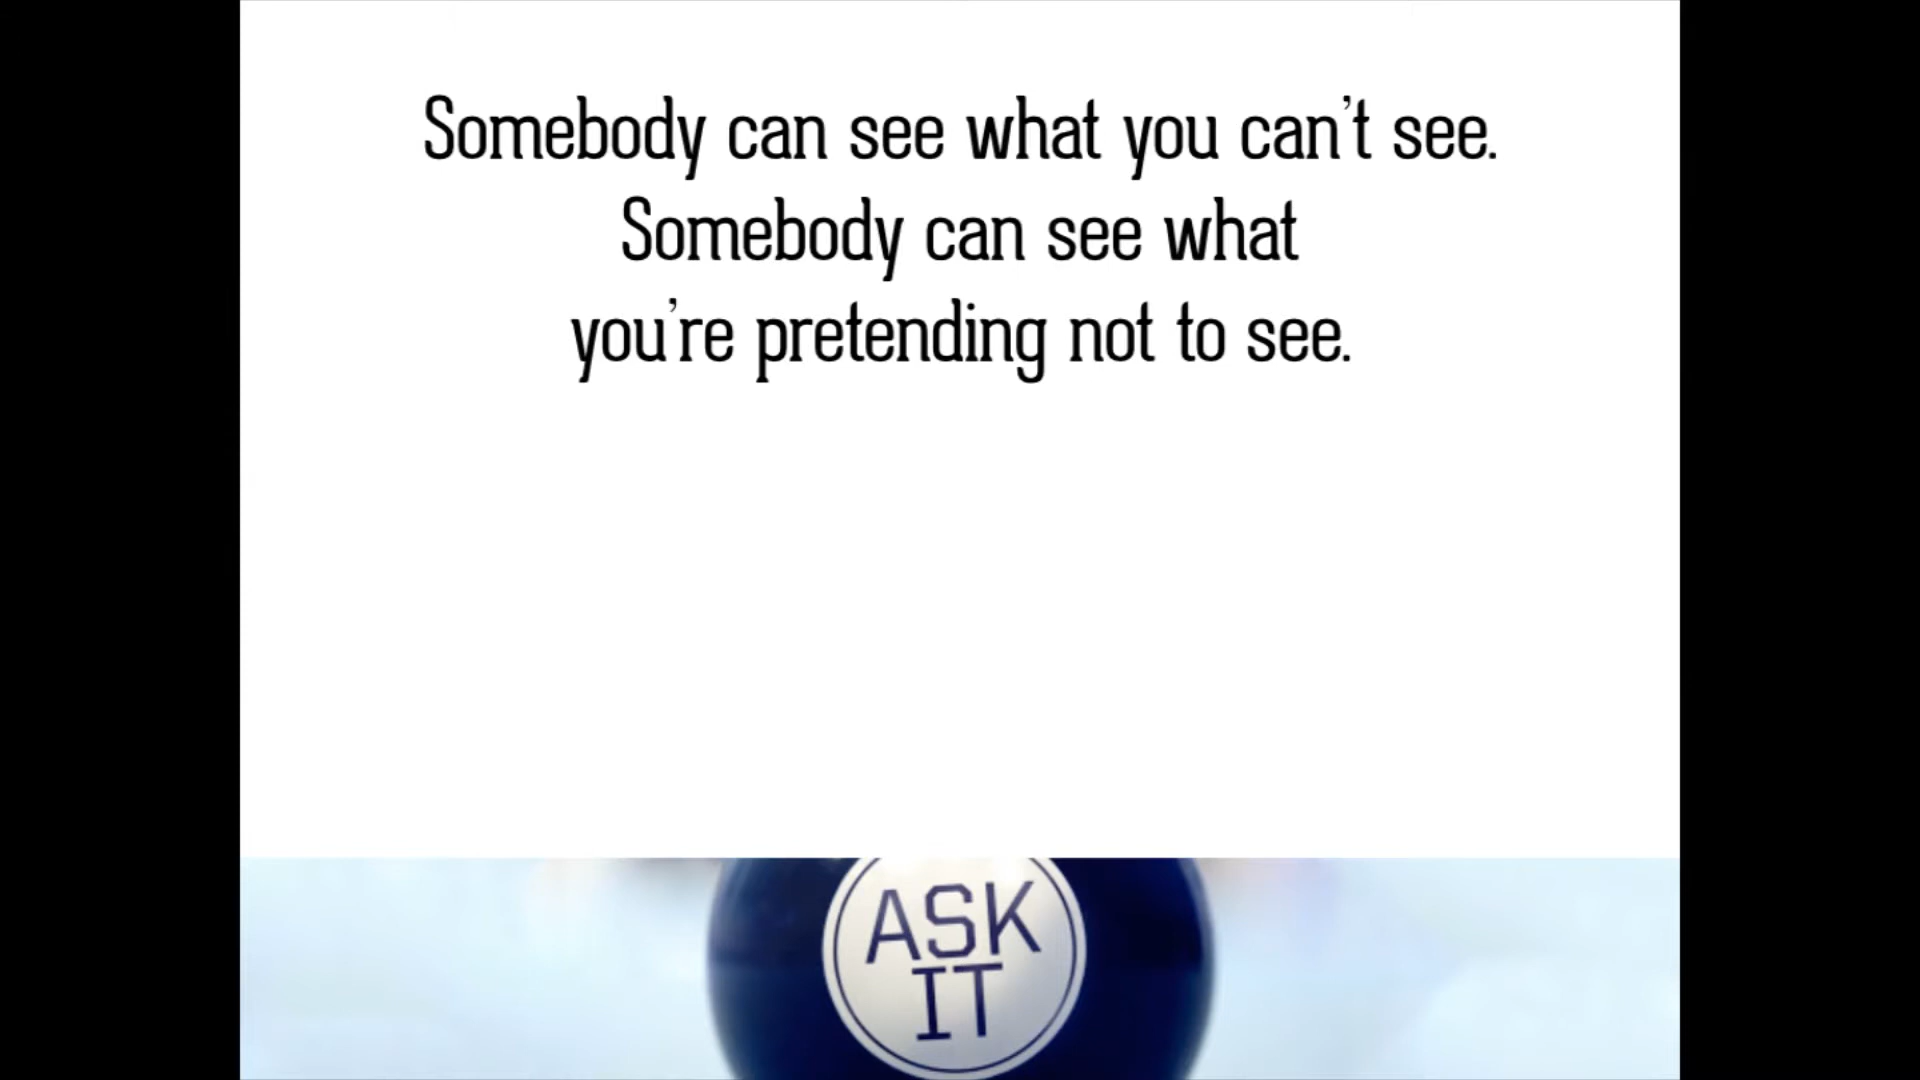 Somebody can see what you can't see.
Somebody can see what
you're pretending not to see.
ASK
IT